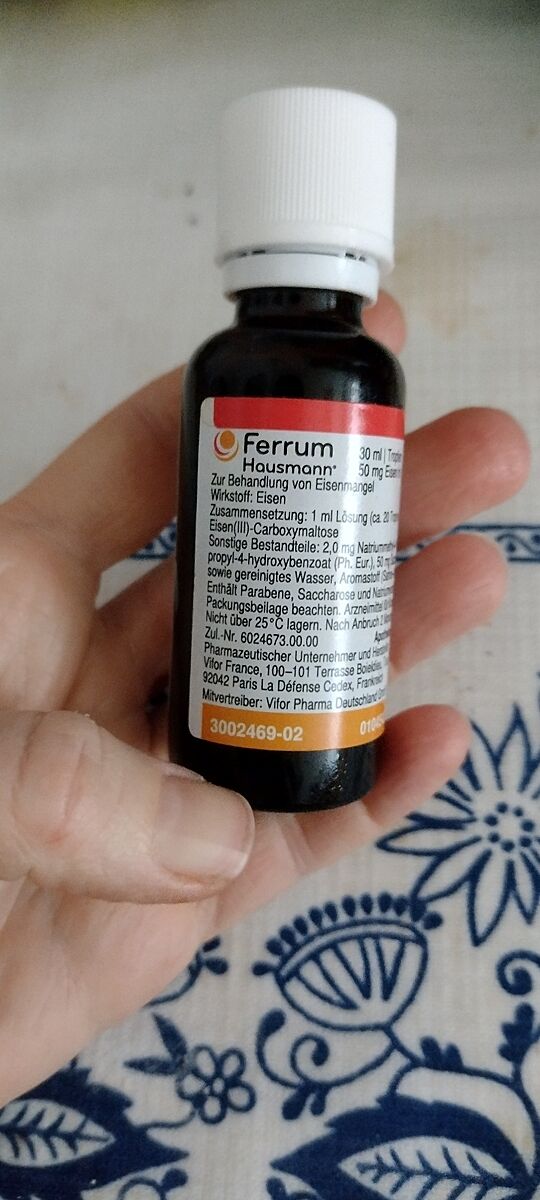 Ferrum
Hausmann®
30 ml | Tropfen
50 mg Eisen
Zur Behandlung von Eisenmangel
Wirkstoff: Eisen
Zusammensetzung: 1 ml Lösung (ca. 20
Eisen(III)-Carboxymaltose
Sonstige Bestandteile: 2,0 mg
propyl-4-hydroxybenzoat (Ph. Eur.), 50 mg
sowie gereinigtes Wasser, Aromastoff
Enthält Parabene, Saccharose und
Packungsbeilage beachten. Arzneimittel
Nicht über 25°C lagern. Nach Anbruch 2
Zul.-Nr. 6024673.00.00
Pharmazeutischer Unternehmer und
Vifor France, 100–101 Terrasse Boieldieu,
92042 Paris La Défense Cedex, Frankreich
Mitvertreiber: Vifor Pharma Deutschland
3002469-02